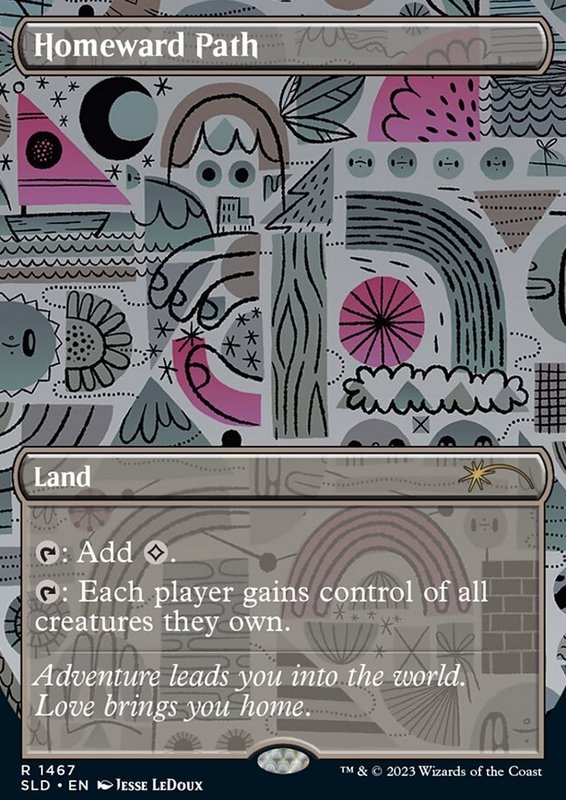 Homeward Path
Land
: Add .
: Each player gains control of all
creatures they own.
Adventure leads you into the world.
Love brings you home.
R 1467
SLD • EN Jesse LeDoux
™ & © 2023 Wizards of the Coast